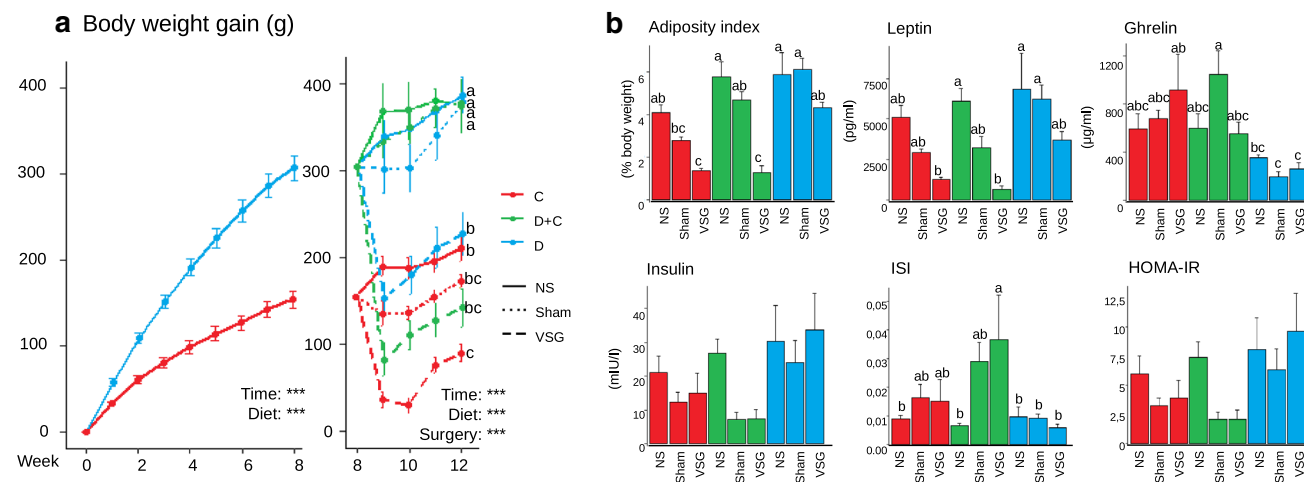 a Body weight gain (g)
400
300
200
100
0
Week
0 2 4 6 8
Time: ***
Diet: ***
400
300
200
100
0
8 10 12
a
a
a
a
b
b
bc
bc
c
Time: ***
Diet: ***
Surgery: ***
C
D+C
D
NS
Sham
VSG
b
Adiposity index
(% body weight)
6
4
2
0
ab bc c a ab c a a ab
NS Sham VSG NS Sham VSG NS Sham VSG
Leptin
(pg/ml)
7500
5000
2500
0
ab ab b a ab b a a ab
NS Sham VSG NS Sham VSG NS Sham VSG
Ghrelin
(µg/ml)
1200
800
400
0
abc abc ab abc a abc bc c c
NS Sham VSG NS Sham VSG NS Sham VSG
Insulin
(mIU/l)
40
30
20
10
0
NS Sham VSG NS Sham VSG NS Sham VSG
ISI
0,05
0,04
0,03
0,02
0,01
0.00
b ab ab b ab a b b b
NS Sham VSG NS Sham VSG NS Sham VSG
HOMA-IR
12.5
10
7.5
5
2.5
0
NS Sham VSG NS Sham VSG NS Sham VSG